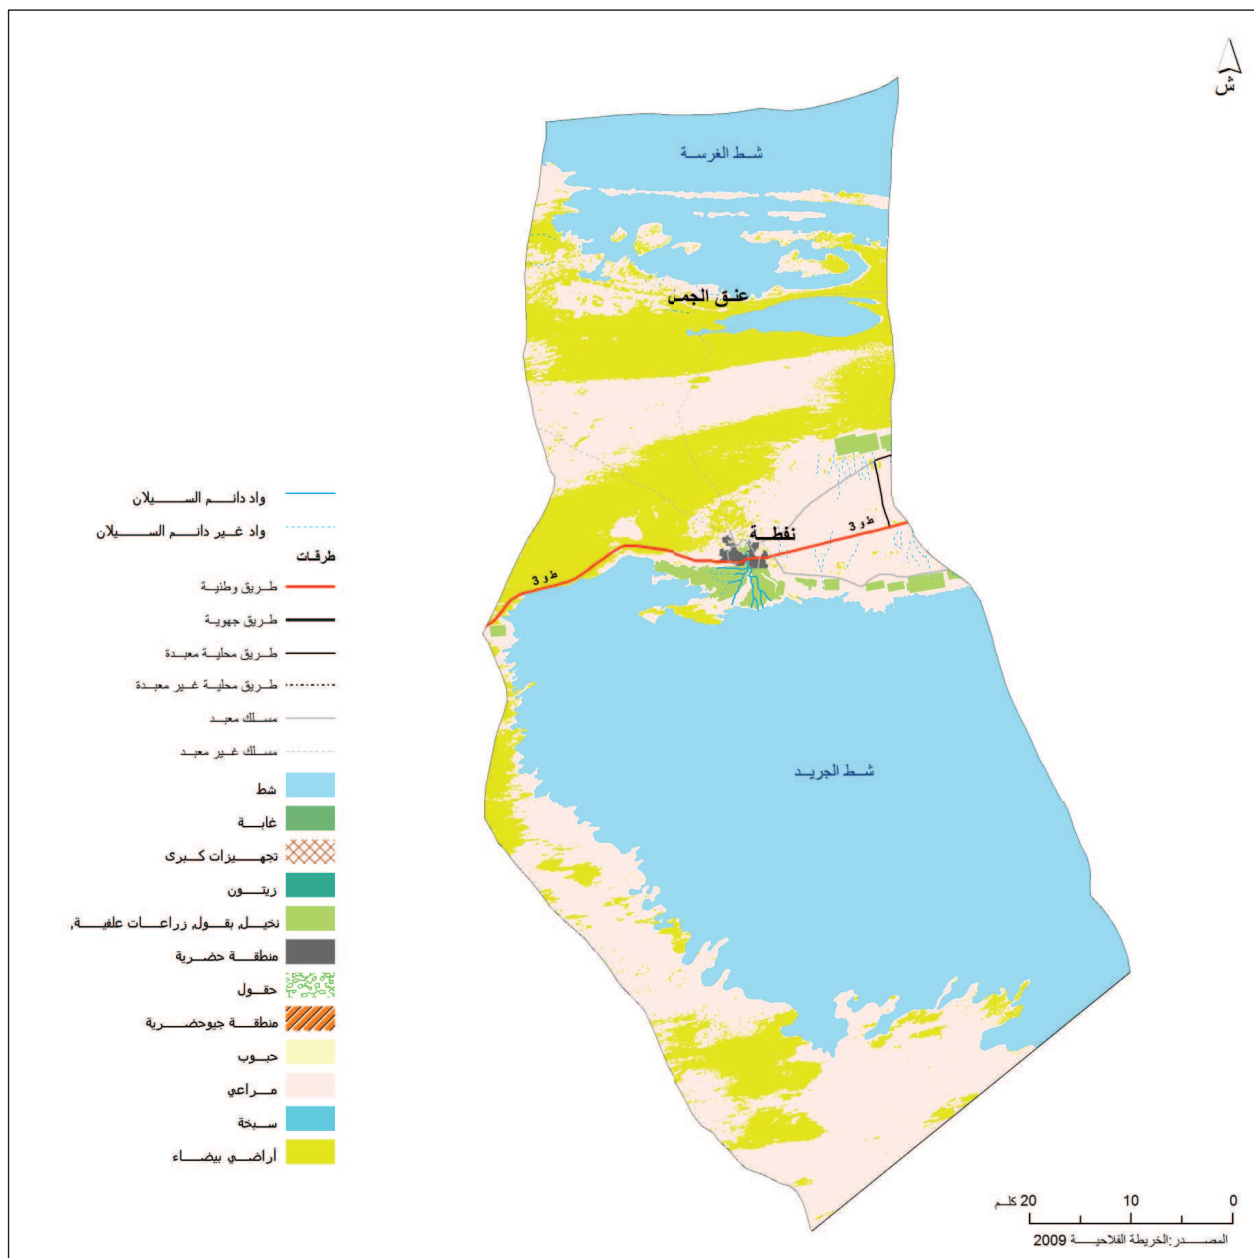 ش
شط الغرسة
عنق الجمل
نفطة
ط و 3
ط و 3
شط الجريد
واد دائم السيلان
واد غير دائم السيلان
طرقات
طريق وطنية
طريق جهوية
طريق محلية معبدة
طريق محلية غير معبدة
مسلك معبد
مسلك غير معبد
شط
غابة
تجهيزات كبرى
زيتون
نخيل, بقول, زراعات علفية,
منطقة حضرية
حقول
منطقة جيوحضرية
حبوب
مراعي
سبخة
أراضي بيضاء
0 10 20 كلم
المصدر:الخريطة الفلاحية 2009